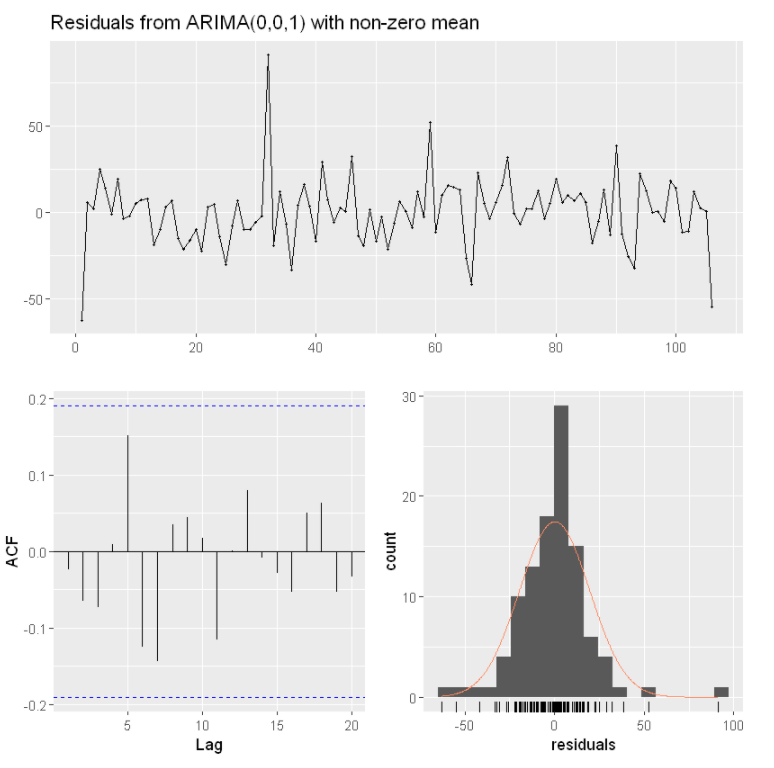 Residuals from ARIMA(0,0,1) with non-zero mean
50
0
-50
0 20 40 60 80 100
0.2
0.1
0.0
-0.1
-0.2
ACF
5 10 15 20
Lag
30
20
10
0
count
-50 0 50 100
residuals